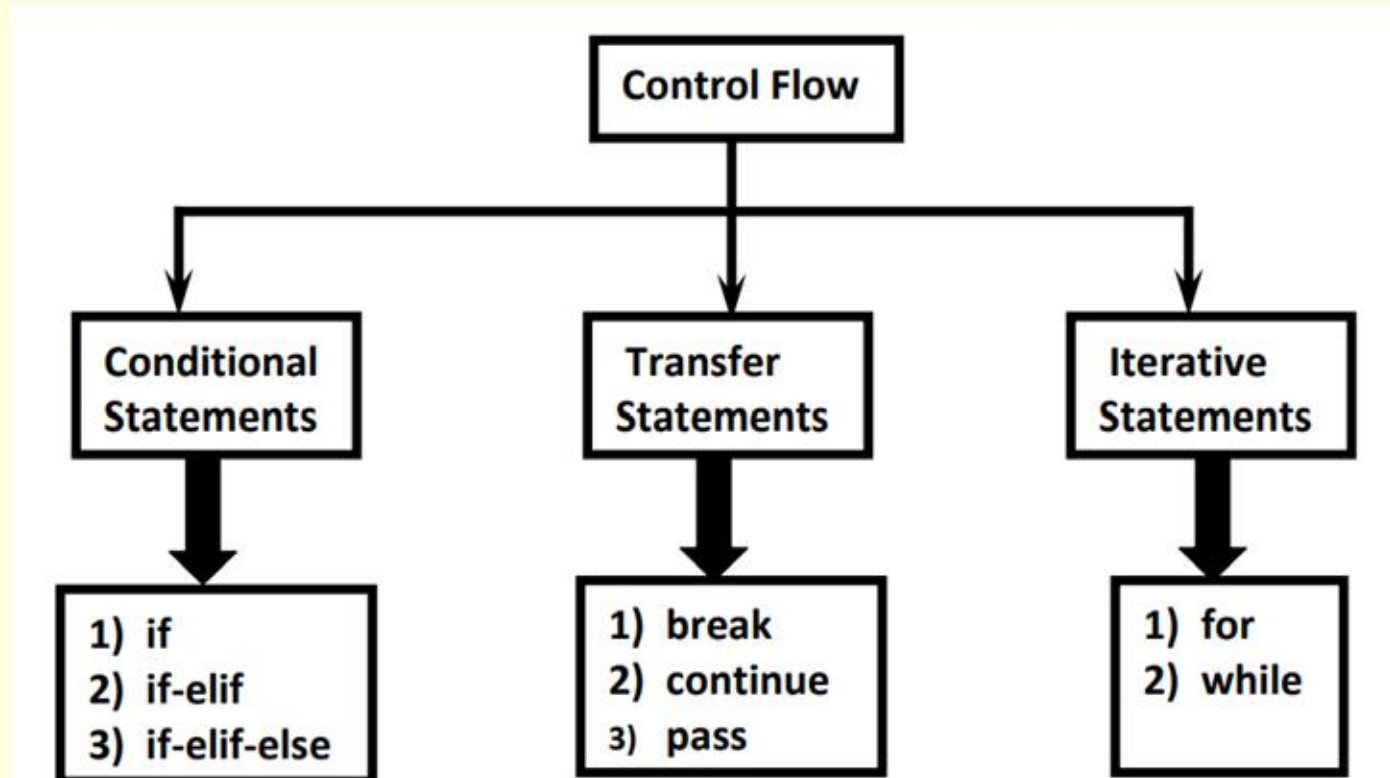 Control Flow
Conditional
Statements
Transfer
Statements
Iterative
Statements
1) if
2) if-elif
3) if-elif-else
1) break
2) continue
3) pass
1) for
2) while